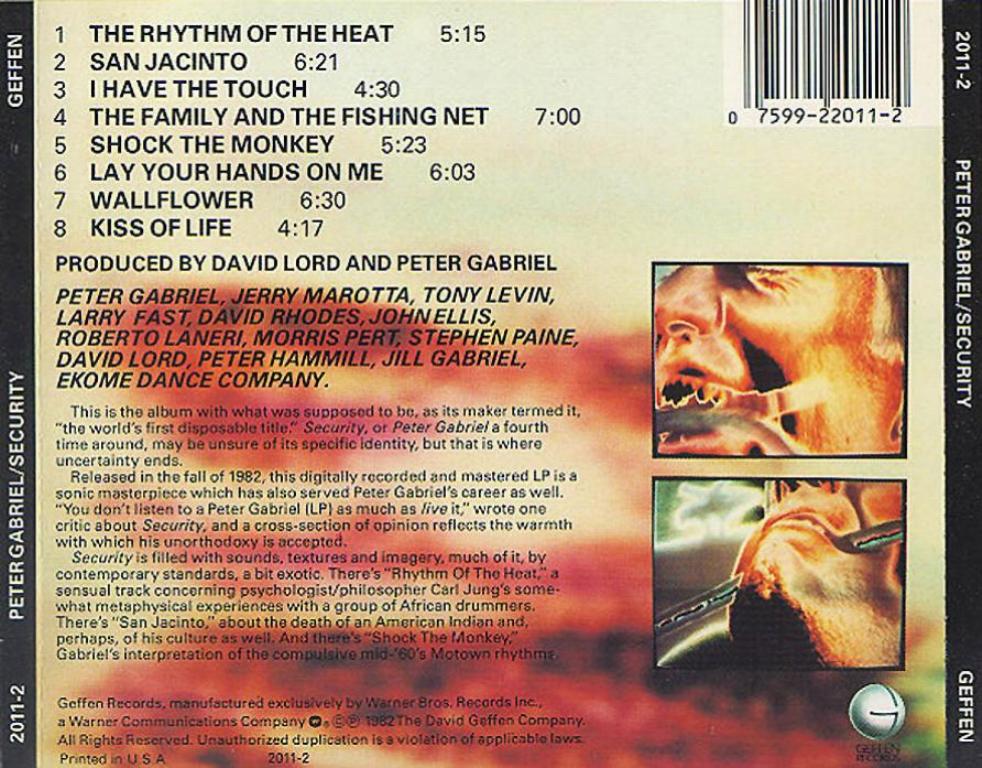 GEFFEN
PETER GABRIEL/SECURITY
2011-2
1 THE RHYTHM OF THE HEAT 5:15
2 SAN JACINTO 6:21
3 I HAVE THE TOUCH 4:30
4 THE FAMILY AND THE FISHING NET 7:00
5 SHOCK THE MONKEY 5:23
6 LAY YOUR HANDS ON ME 6:03
7 WALLFLOWER 6:30
8 KISS OF LIFE 4:17
PRODUCED BY DAVID LORD AND PETER GABRIEL
PETER GABRIEL, JERRY MAROTTA, TONY LEVIN,
LARRY FAST, DAVID RHODES, JOHN ELLIS,
ROBERTO LANERI, MORRIS PERT, STEPHEN PAINE,
DAVID LORD, PETER HAMMILL, JILL GABRIEL,
EKOME DANCE COMPANY.
This is the album with what was supposed to be, as its maker termed it,
"the world's first disposable title." Security, or Peter Gabriel a fourth
time around, may be unsure of its specific identity, but that is where
uncertainty ends.
Released in the fall of 1982, this digitally recorded and mastered LP is a
sonic masterpiece which has also served Peter Gabriel's career as well.
"You don't listen to a Peter Gabriel (LP) as much as live it," wrote one
critic about Security, and a cross-section of opinion reflects the warmth
with which his unorthodoxy is accepted.
Security is filled with sounds, textures and imagery, much of it, by
contemporary standards, a bit exotic. There's "Rhythm Of The Heat," a
sensual track concerning psychologist/philosopher Carl Jung's some-
what metaphysical experiences with a group of African drummers.
There's "San Jacinto," about the death of an American Indian and,
perhaps, of his culture as well. And there's "Shock The Monkey,"
Gabriel's interpretation of the compulsive mid-'60's Motown rhythms.
Geffen Records, manufactured exclusively by Warner Bros. Records Inc.,
a Warner Communications Company ®, ©℗ 1982 The David Geffen Company.
All Rights Reserved. Unauthorized duplication is a violation of applicable laws.
Printed in U.S.A. 2011-2
0 7599-22011-2
GEFFEN
RECORDS
2011-2
PETER GABRIEL/SECURITY
GEFFEN